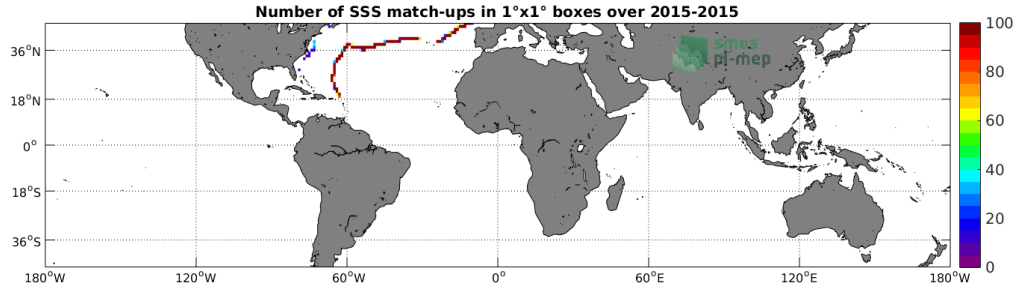 Number of SSS match-ups in 1°x1° boxes over 2015-2015
36°N
18°N
0°
18°S
36°S
180°W
120°W
60°W
0°
60°E
120°E
180°W
smos
pi-mep
100
80
60
40
20
0